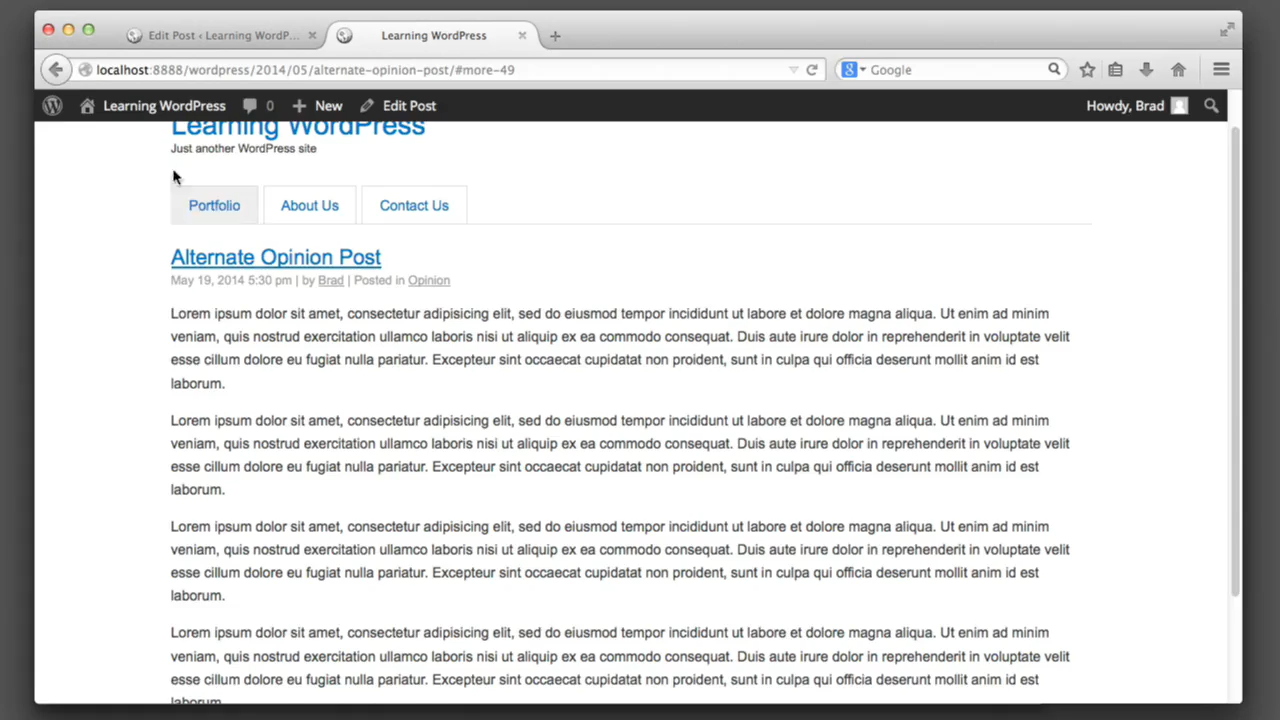 Edit Post ‹ Learning WordP...
Learning WordPress
localhost:8888/wordpress/2014/05/alternate-opinion-post/#more-49
8
Google
Learning WordPress
0
New
Edit Post
Howdy, Brad
Learning WordPress
Just another WordPress site
Portfolio
About Us
Contact Us
Alternate Opinion Post
May 19, 2014 5:30 pm | by Brad | Posted in Opinion
Lorem ipsum dolor sit amet, consectetur adipisicing elit, sed do eiusmod tempor incididunt ut labore et dolore magna aliqua. Ut enim ad minim
veniam, quis nostrud exercitation ullamco laboris nisi ut aliquip ex ea commodo consequat. Duis aute irure dolor in reprehenderit in voluptate velit
esse cillum dolore eu fugiat nulla pariatur. Excepteur sint occaecat cupidatat non proident, sunt in culpa qui officia deserunt mollit anim id est
laborum.
Lorem ipsum dolor sit amet, consectetur adipisicing elit, sed do eiusmod tempor incididunt ut labore et dolore magna aliqua. Ut enim ad minim
veniam, quis nostrud exercitation ullamco laboris nisi ut aliquip ex ea commodo consequat. Duis aute irure dolor in reprehenderit in voluptate velit
esse cillum dolore eu fugiat nulla pariatur. Excepteur sint occaecat cupidatat non proident, sunt in culpa qui officia deserunt mollit anim id est
laborum.
Lorem ipsum dolor sit amet, consectetur adipisicing elit, sed do eiusmod tempor incididunt ut labore et dolore magna aliqua. Ut enim ad minim
veniam, quis nostrud exercitation ullamco laboris nisi ut aliquip ex ea commodo consequat. Duis aute irure dolor in reprehenderit in voluptate velit
esse cillum dolore eu fugiat nulla pariatur. Excepteur sint occaecat cupidatat non proident, sunt in culpa qui officia deserunt mollit anim id est
laborum.
Lorem ipsum dolor sit amet, consectetur adipisicing elit, sed do eiusmod tempor incididunt ut labore et dolore magna aliqua. Ut enim ad minim
veniam, quis nostrud exercitation ullamco laboris nisi ut aliquip ex ea commodo consequat. Duis aute irure dolor in reprehenderit in voluptate velit
esse cillum dolore eu fugiat nulla pariatur. Excepteur sint occaecat cupidatat non proident, sunt in culpa qui officia deserunt mollit anim id est
laborum.